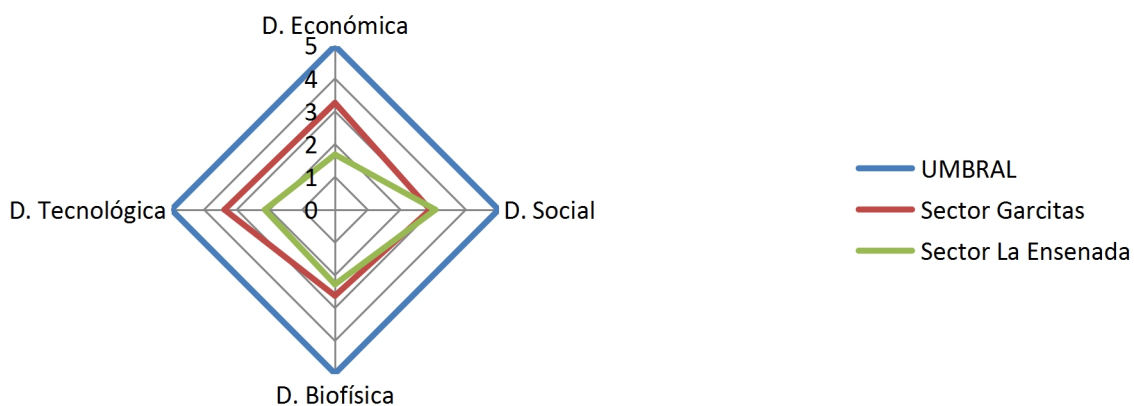 D. Económica
5
4
3
2
1
0
D. Tecnológica
D. Social
D. Biofísica
UMBRAL
Sector Garcitas
Sector La Ensenada